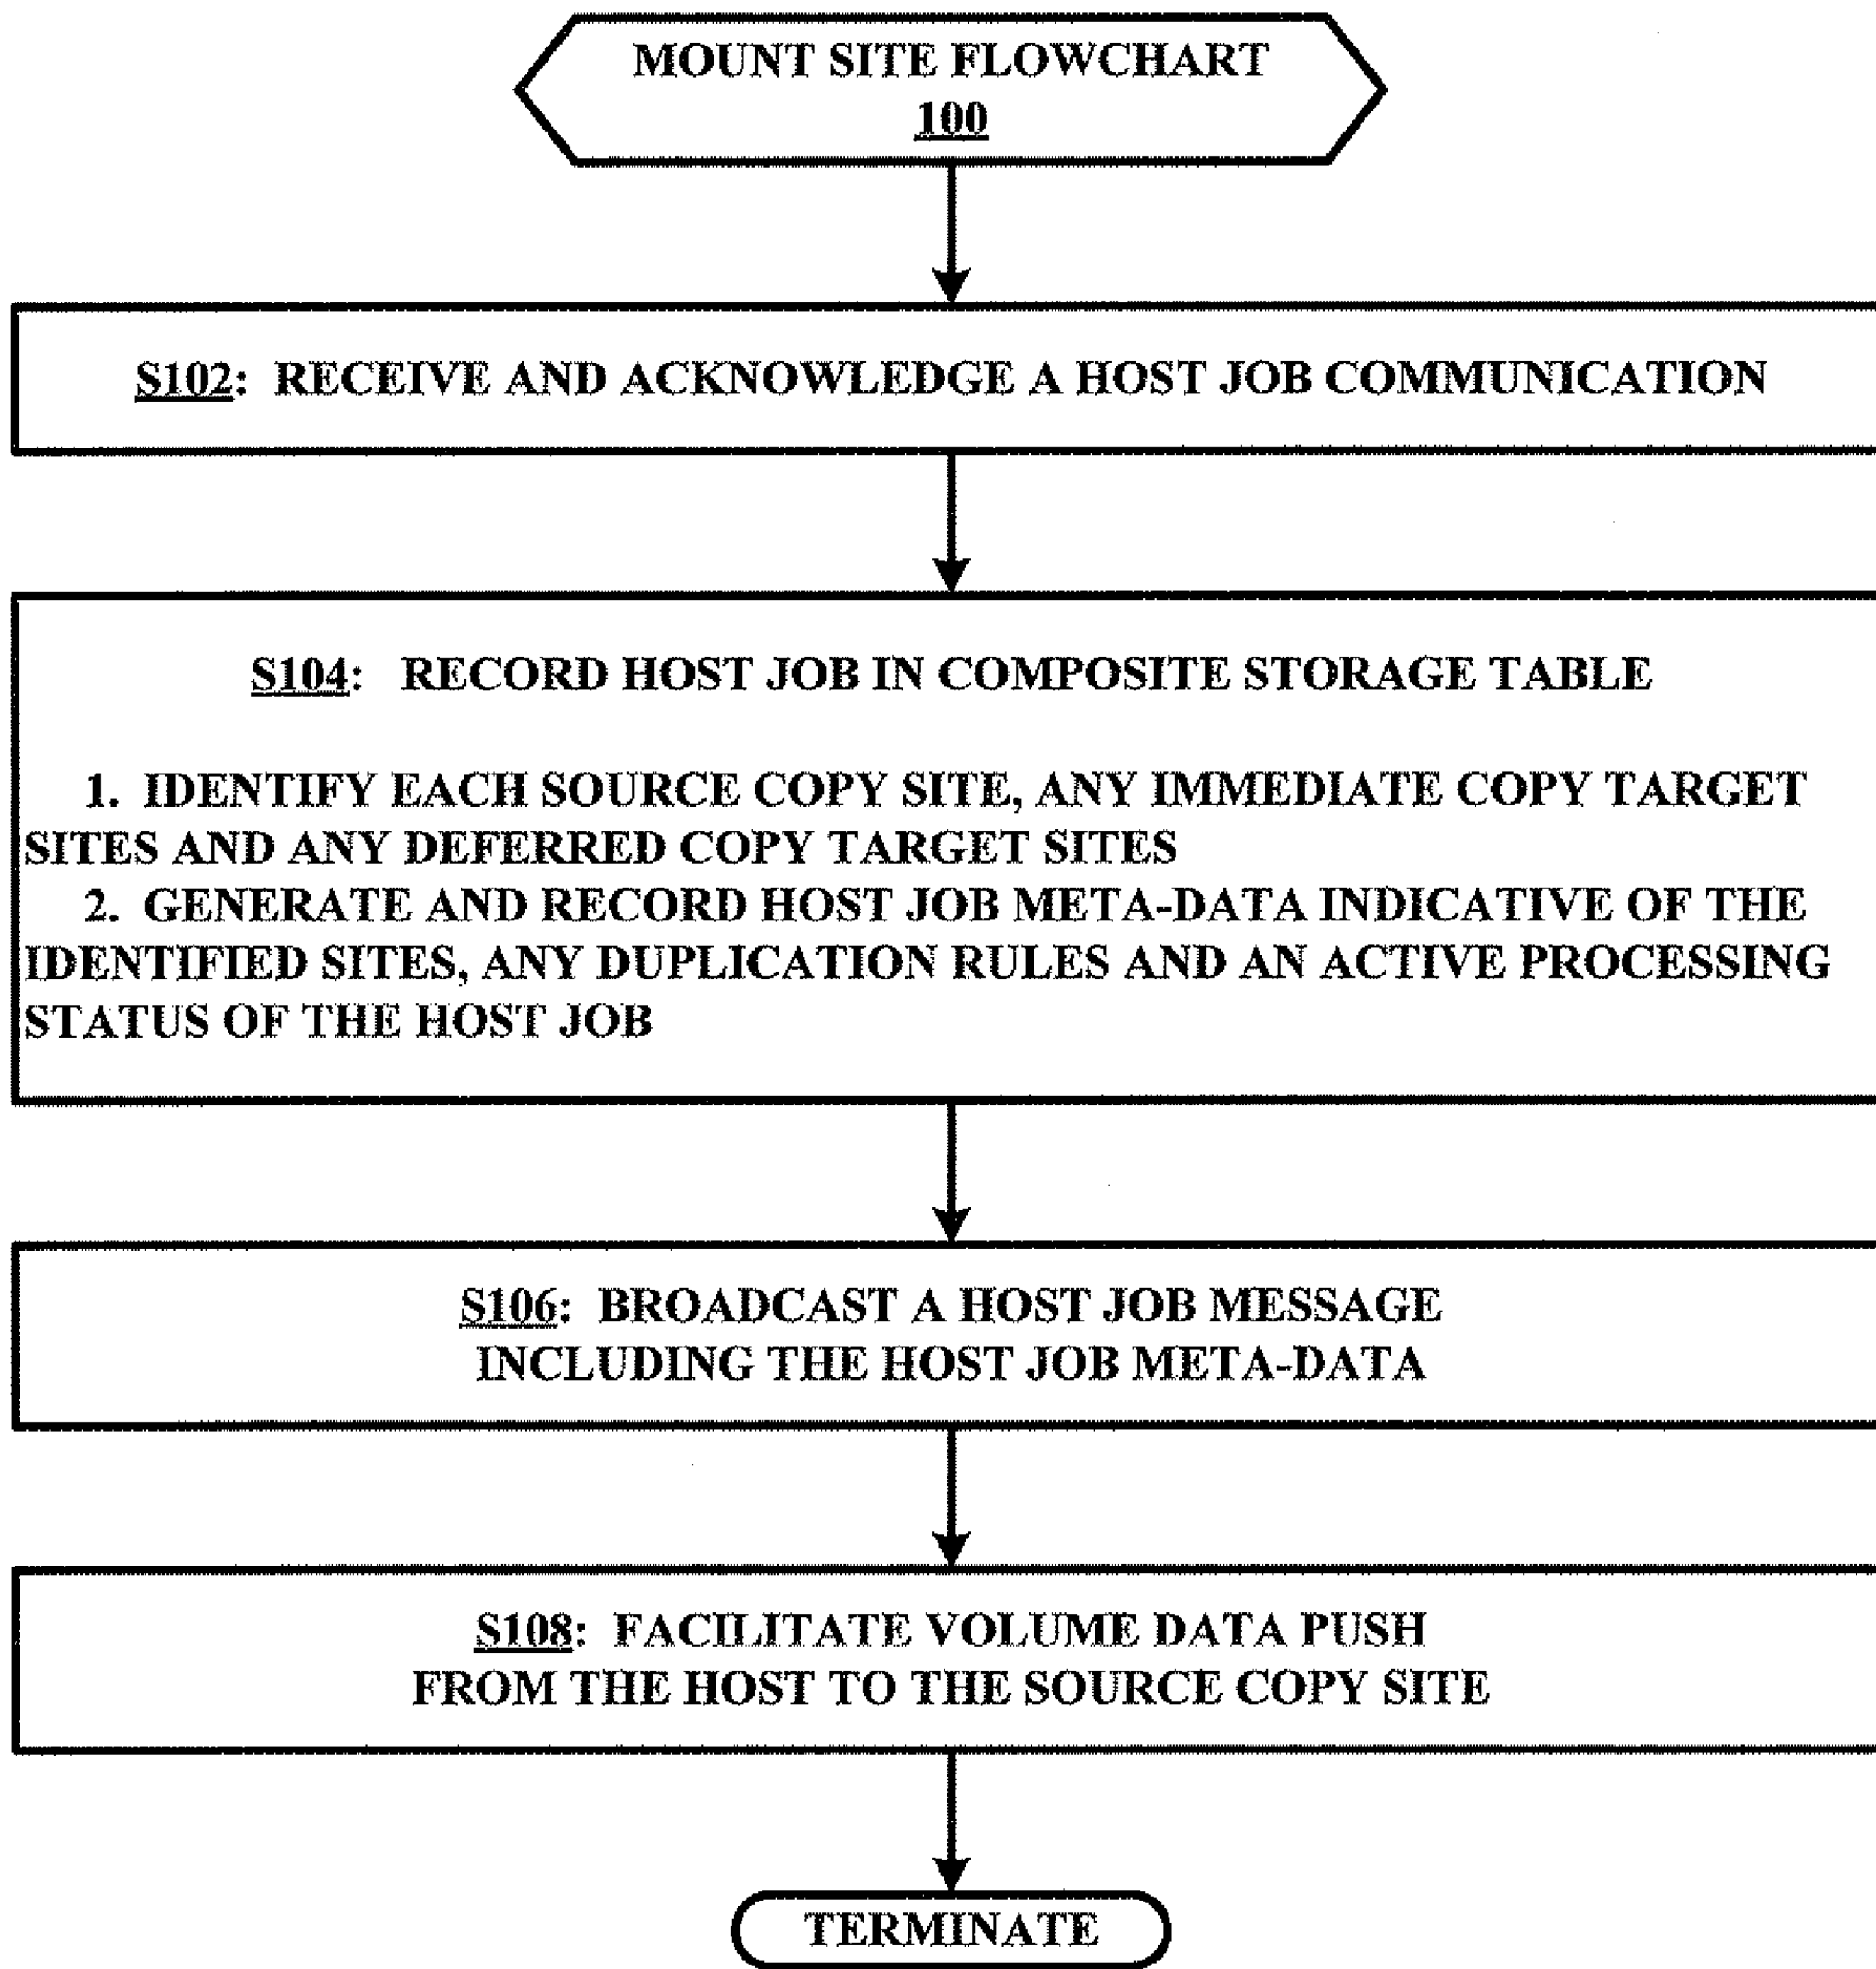 MOUNT SITE FLOWCHART
100
S102: RECEIVE AND ACKNOWLEDGE A HOST JOB COMMUNICATION
S104: RECORD HOST JOB IN COMPOSITE STORAGE TABLE
1. IDENTIFY EACH SOURCE COPY SITE, ANY IMMEDIATE COPY TARGET
SITES AND ANY DEFERRED COPY TARGET SITES
2. GENERATE AND RECORD HOST JOB META-DATA INDICATIVE OF THE
IDENTIFIED SITES, ANY DUPLICATION RULES AND AN ACTIVE PROCESSING
STATUS OF THE HOST JOB
S106: BROADCAST A HOST JOB MESSAGE
INCLUDING THE HOST JOB META-DATA
S108: FACILITATE VOLUME DATA PUSH
FROM THE HOST TO THE SOURCE COPY SITE
TERMINATE